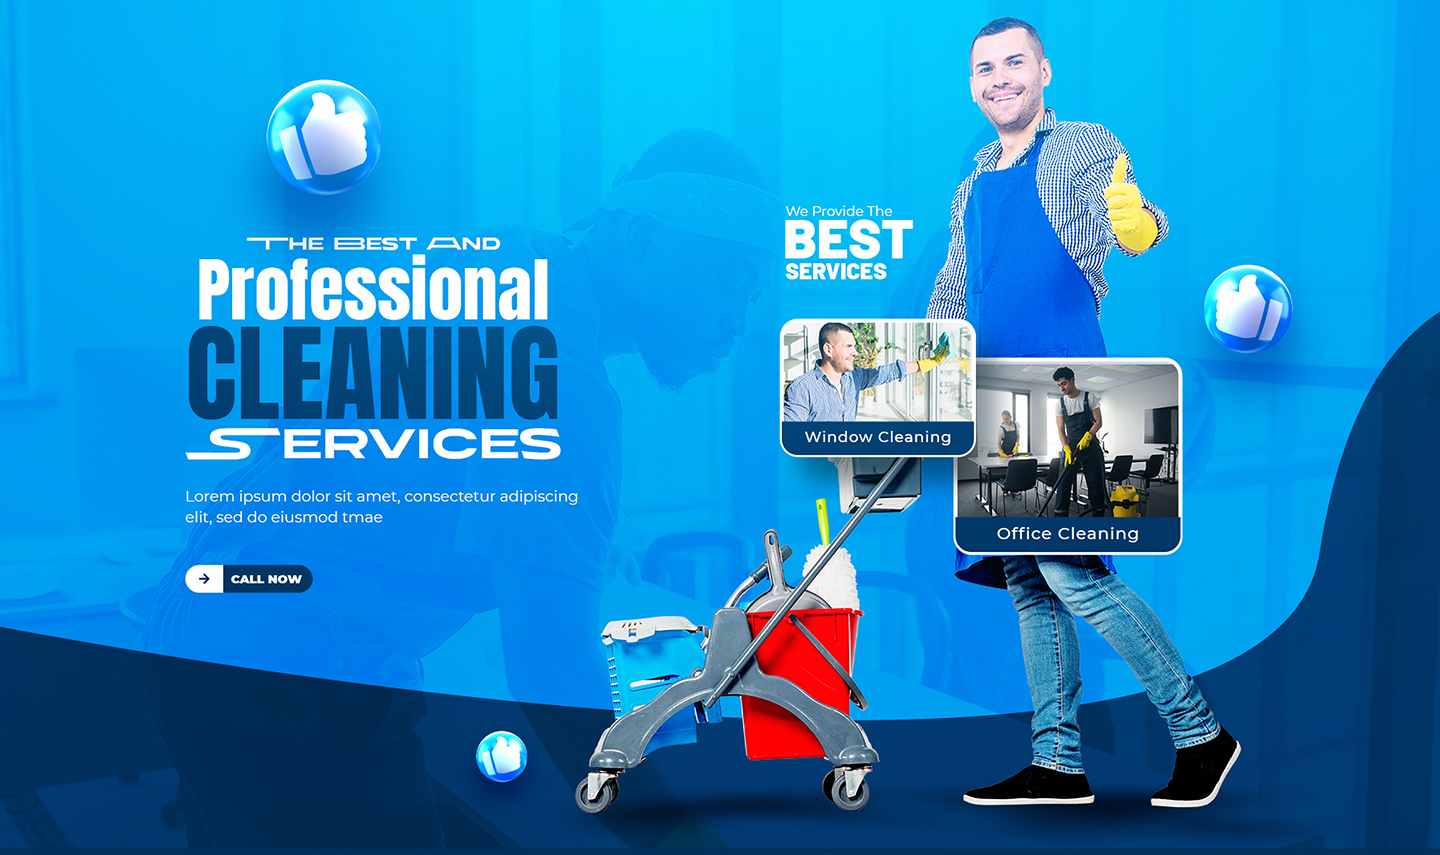 The Best And
Professional
CLEANING
SERVICES
Lorem ipsum dolor sit amet, consectetur adipiscing
elit, sed do eiusmod tmae
CALL NOW
We Provide The
BEST
SERVICES
Window Cleaning
Office Cleaning